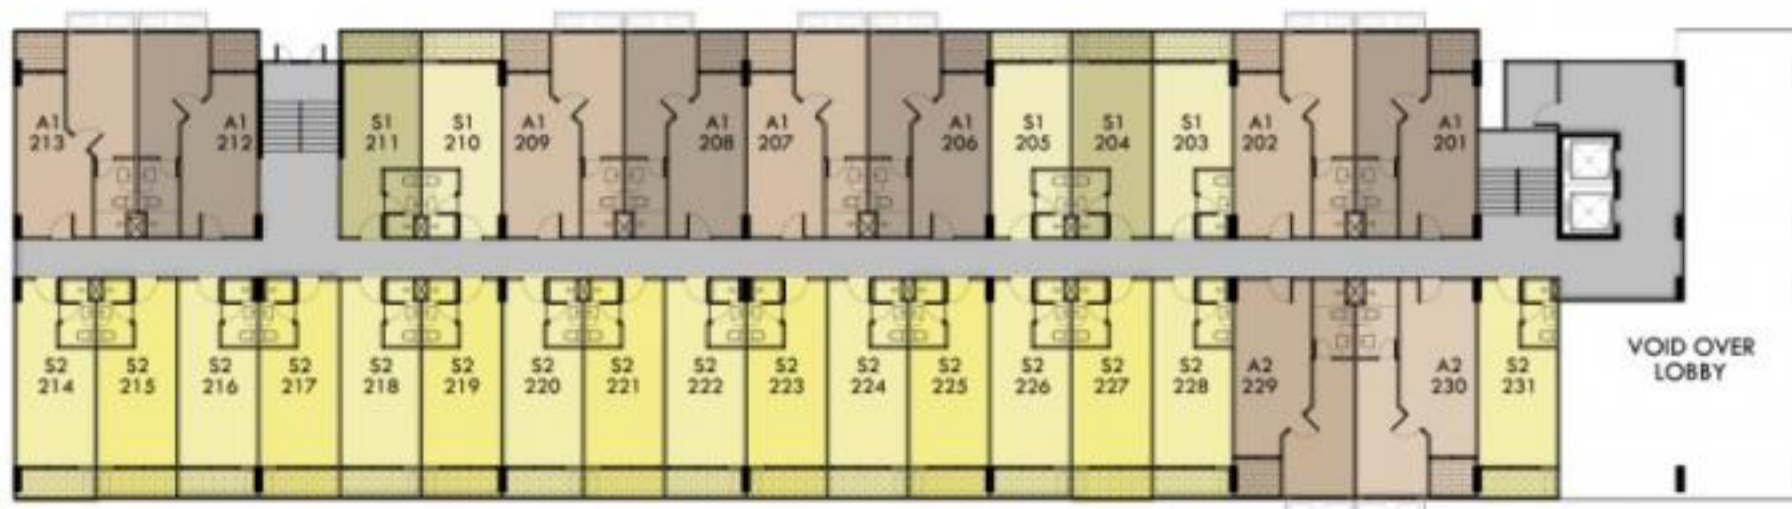 A1
213
A1
212
S1
211
S1
210
A1
209
A1
208
A1
207
A1
206
S1
205
S1
204
S1
203
A1
202
A1
201
S2
214
S2
215
S2
216
S2
217
S2
218
S2
219
S2
220
S2
221
S2
222
S2
223
S2
224
S2
225
S2
226
S2
227
S2
228
A2
229
A2
230
S2
231
VOID OVER
LOBBY